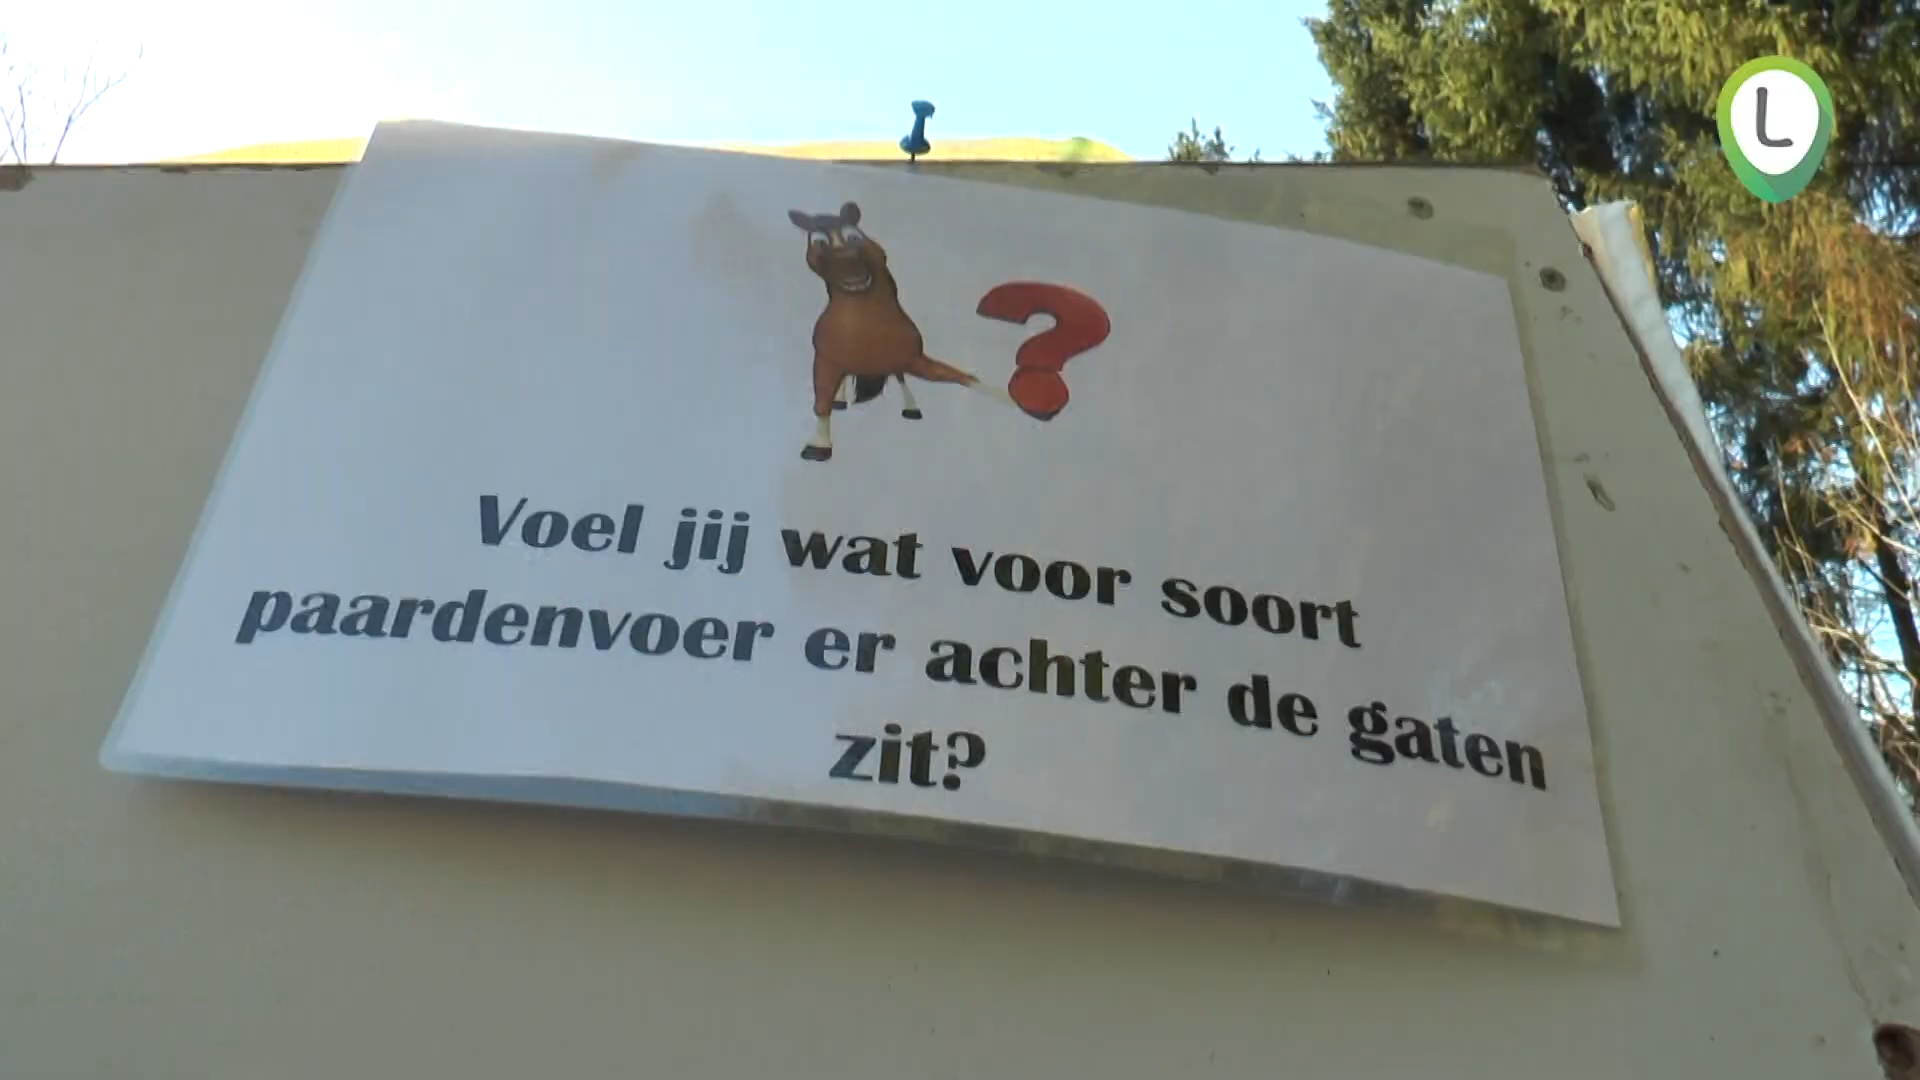 L
?
Voel jij wat voor soort
paardenvoer er achter de gaten
zit?